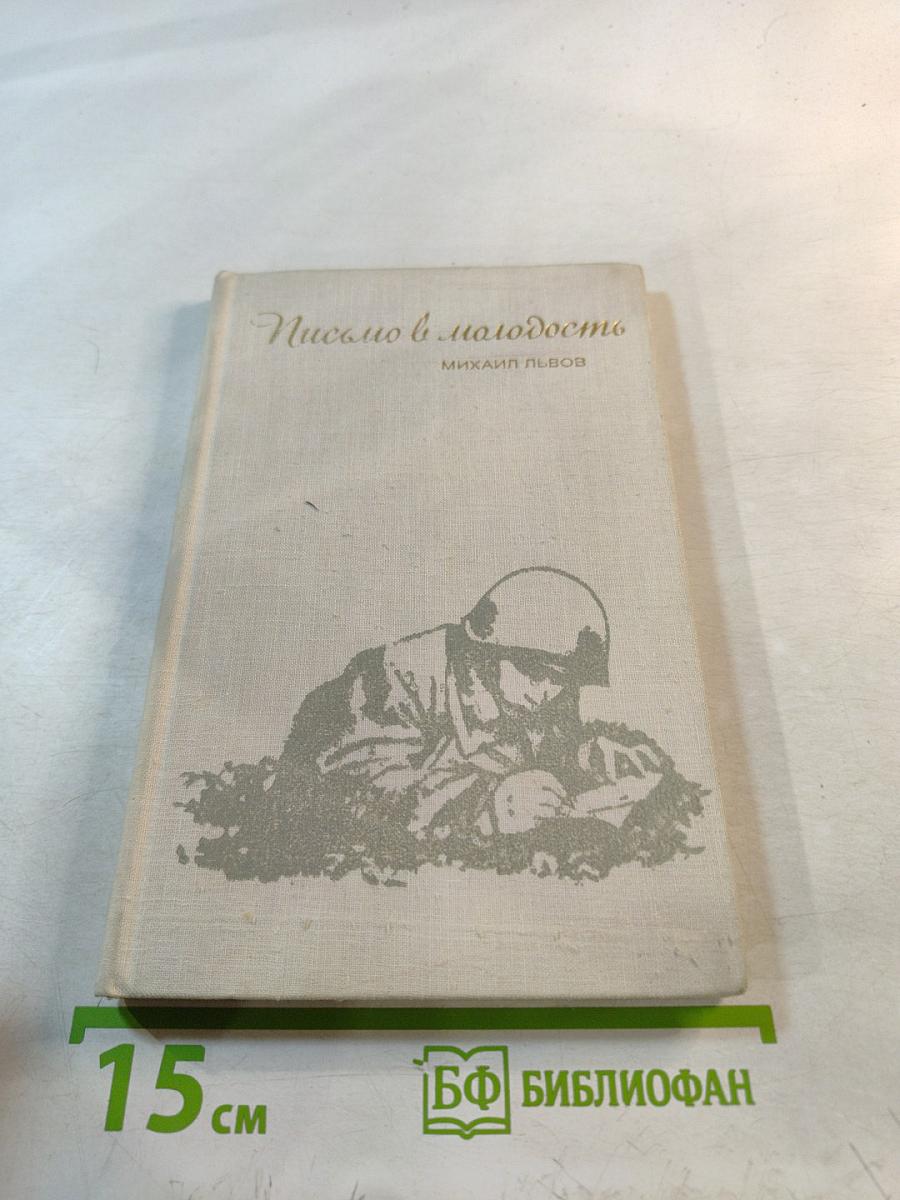 Письмо в молодость
МИХАИЛ ЛЬВОВ
15 см
БФ БИБЛИОФАН